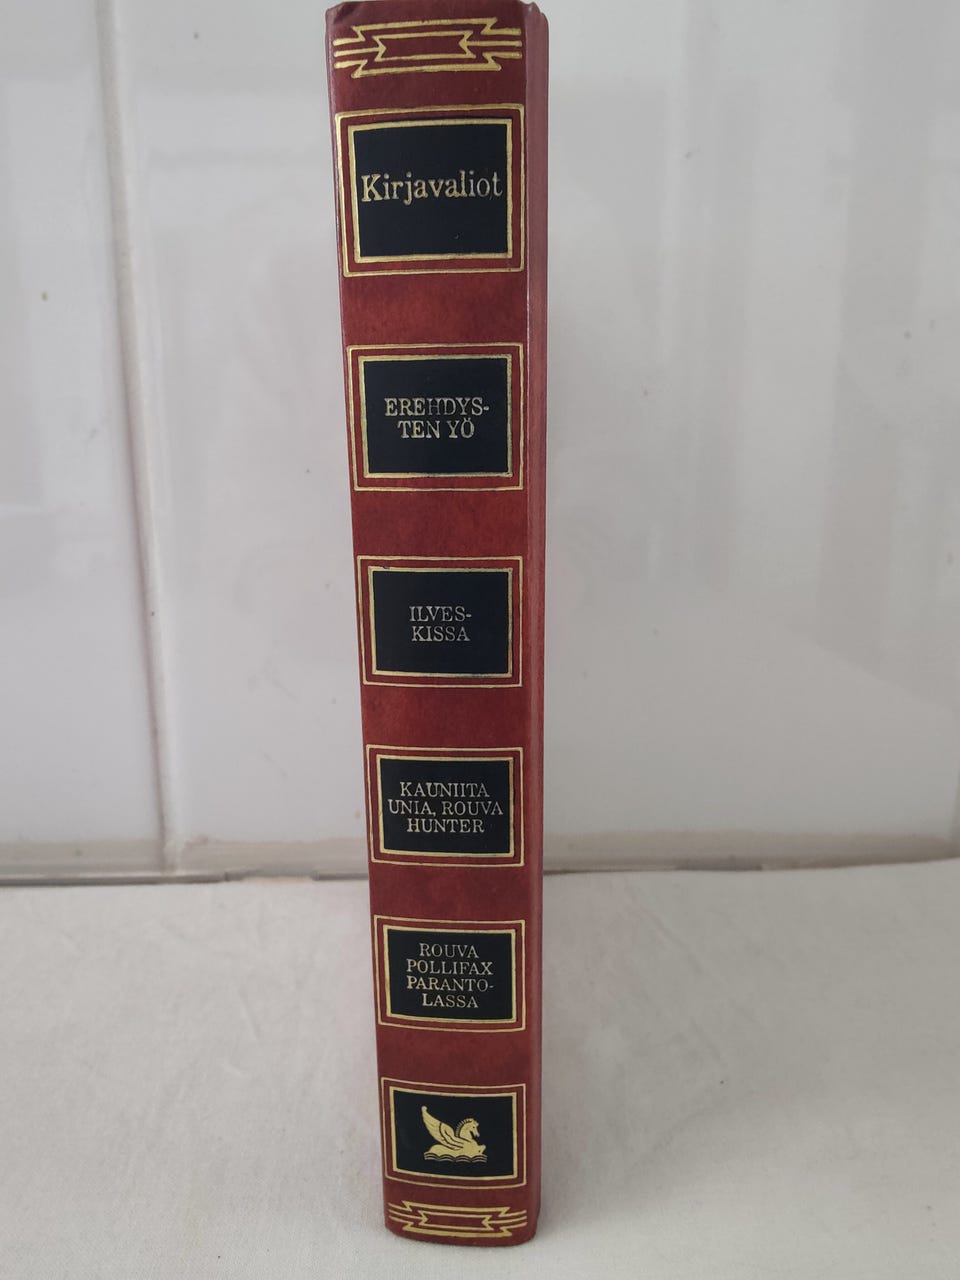 Kirjavaliot
EREHDYS-
TEN YÖ
ILVES-
KISSA
KAUNIITA
UNIA, ROUVA
HUNTER
ROUVA
POLLIFAX
PARANTO-
LASSA